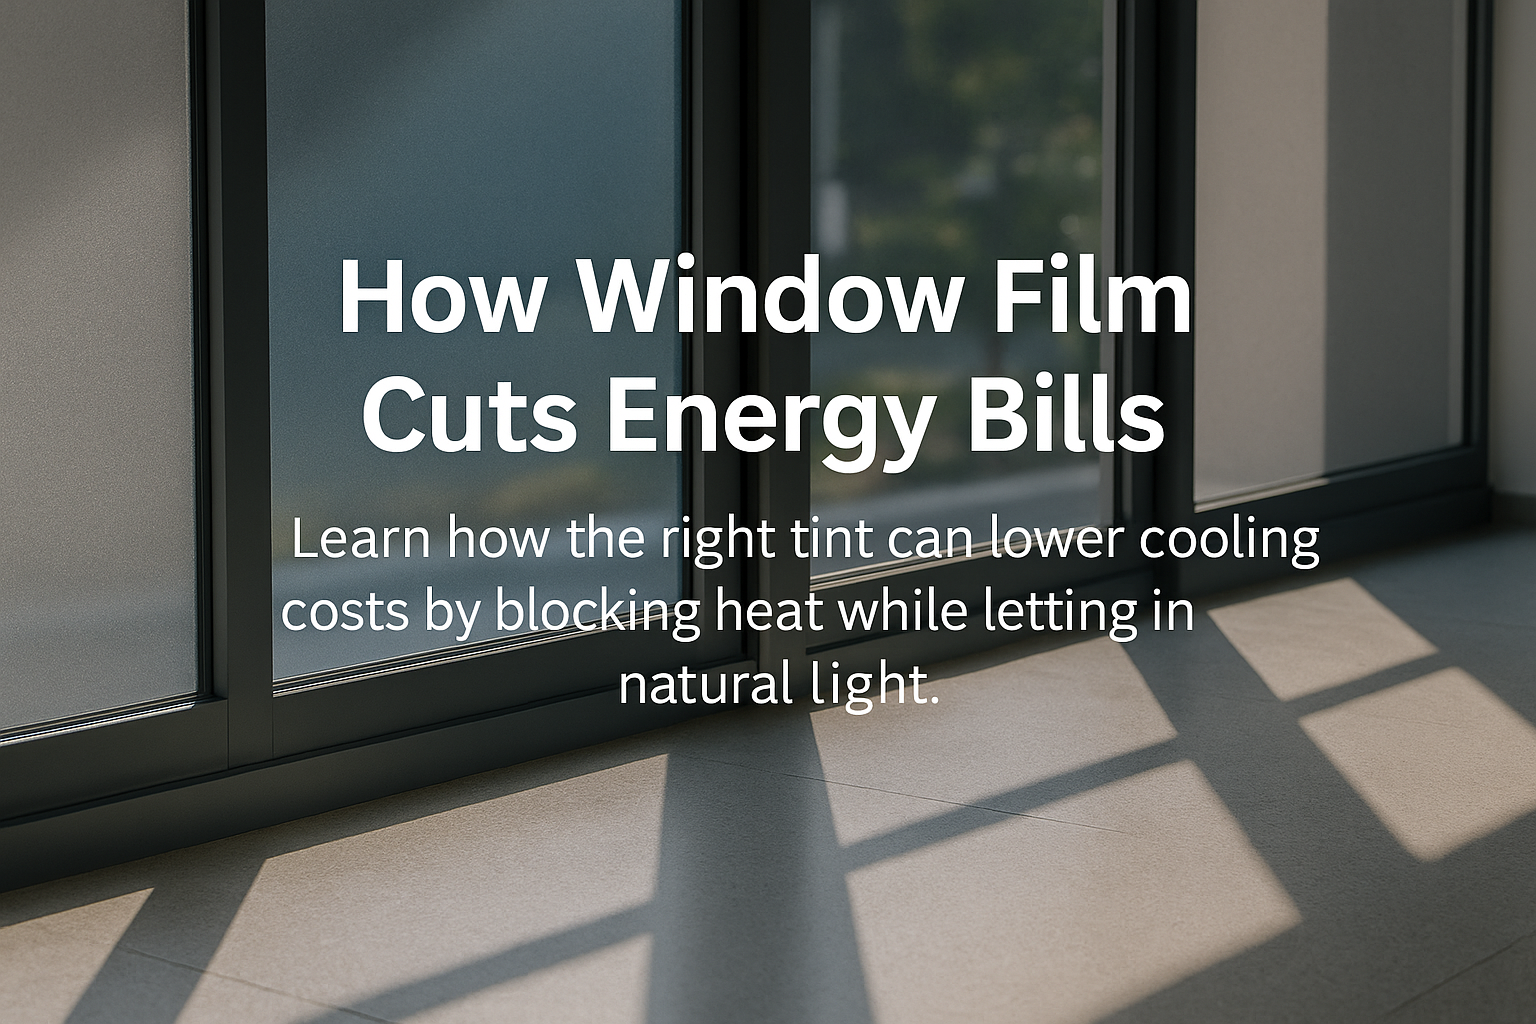 How Window Film
Cuts Energy Bills
Learn how the right tint can lower cooling
costs by blocking heat while letting in
natural light.